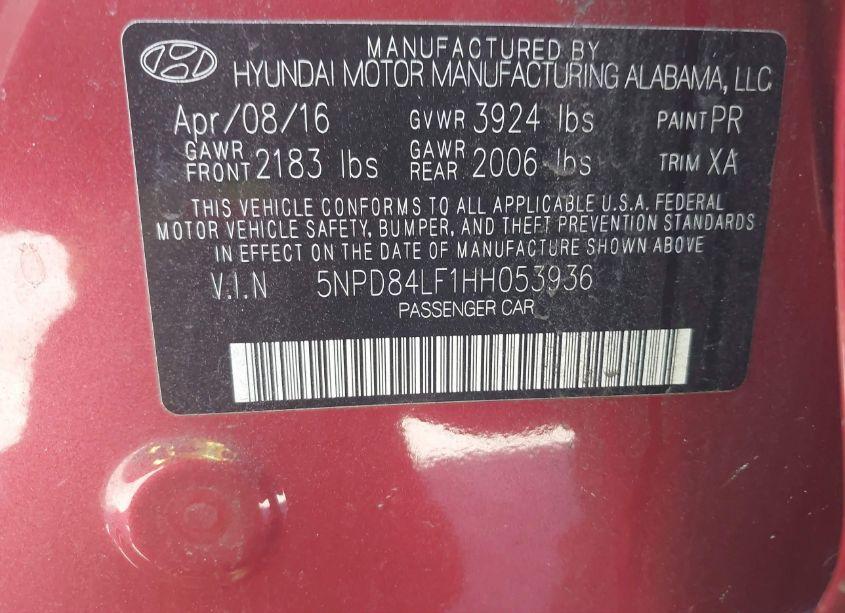 MANUFACTURED BY
HYUNDAI MOTOR MANUFACTURING ALABAMA, LLC
Apr/08/16 GVWR 3924 lbs PAINT PR
GAWR FRONT 2183 lbs GAWR REAR 2006 lbs TRIM XA
THIS VEHICLE CONFORMS TO ALL APPLICABLE U.S.A. FEDERAL
MOTOR VEHICLE SAFETY, BUMPER, AND THEFT PREVENTION STANDARDS
IN EFFECT ON THE DATE OF MANUFACTURE SHOWN ABOVE.
V.I.N 5NPD84LF1HH053936
PASSENGER CAR